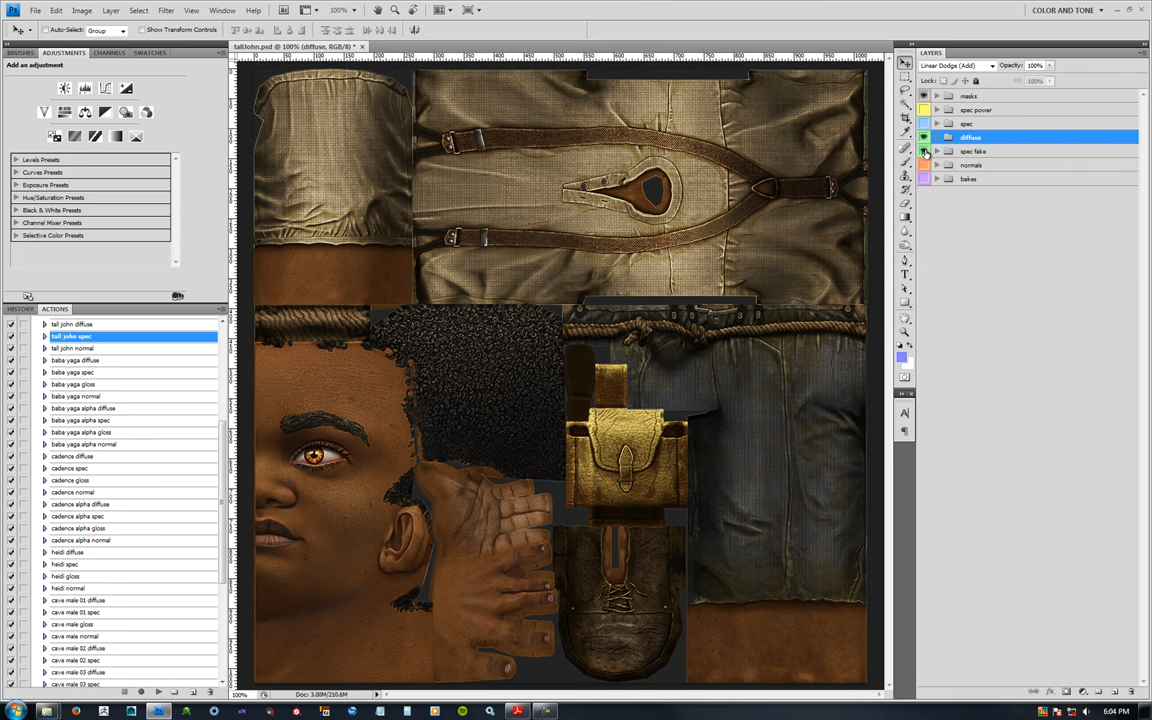 Ps File Edit Image Layer Select Filter View Window Help 100% COLOR AND TONE
Auto-Select: Group Show Transform Controls
BRUSHES ADJUSTMENTS CHANNELS SWATCHES
Add an adjustment
Levels Presets
Curves Presets
Exposure Presets
Hue/Saturation Presets
Black & White Presets
Channel Mixer Presets
Selective Color Presets
HISTORY ACTIONS
tall john diffuse
tall john spec
tall john normal
baba yaga diffuse
baba yaga spec
baba yaga gloss
baba yaga normal
baba yaga alpha diffuse
baba yaga alpha spec
baba yaga alpha gloss
baba yaga alpha normal
cadence diffuse
cadence spec
cadence gloss
cadence normal
cadence alpha diffuse
cadence alpha spec
cadence alpha gloss
cadence alpha normal
heidi diffuse
heidi spec
heidi gloss
heidi normal
cave male 01 diffuse
cave male 01 spec
cave male gloss
cave male normal
cave male 02 diffuse
cave male 02 spec
cave male 03 diffuse
cave male 03 spec
tallJohn.psd @ 100% (diffuse, RGB/8) *
100% Doc: 3.00M/210.6M
LAYERS
Linear Dodge (Add) Opacity: 100%
Lock: Fill: 100%
masks
spec power
spec
diffuse
spec fake
normals
bakes
6:04 PM